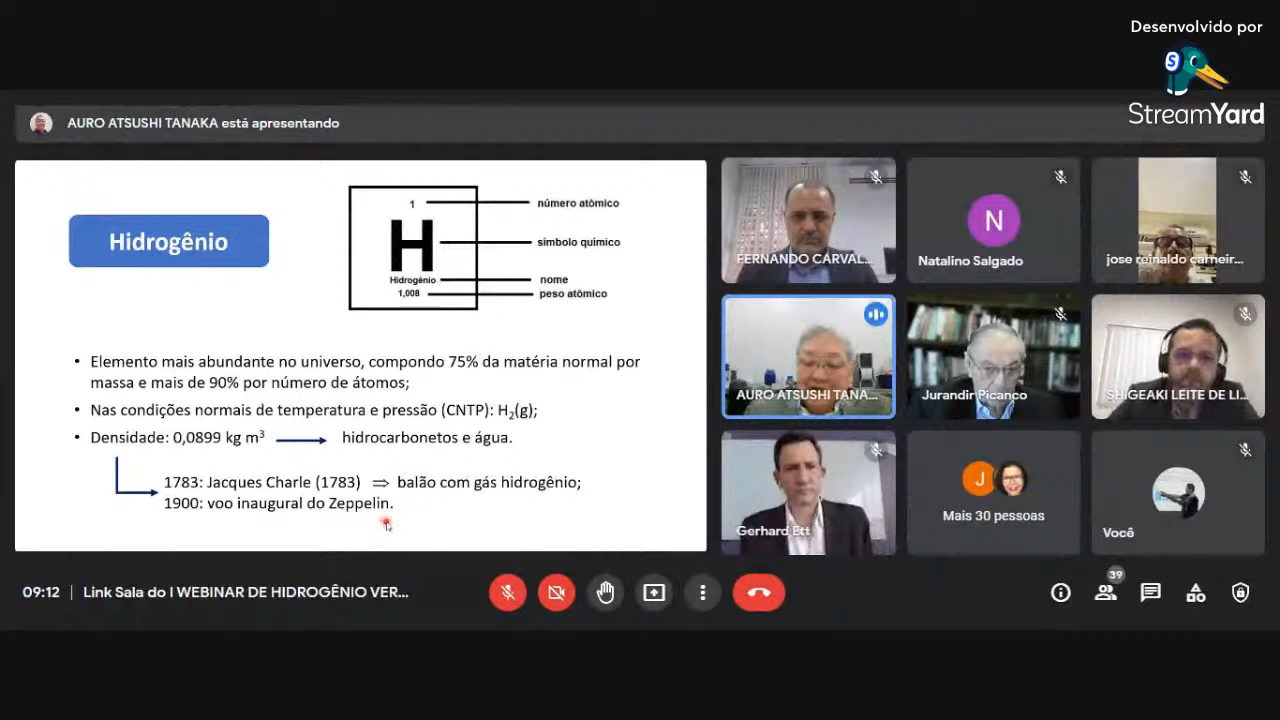 Desenvolvido por
StreamYard
AURO ATSUSHI TANAKA está apresentando
Hidrogênio
1
H
Hidrogênio
1,008
número atômico
símbolo químico
nome
peso atômico
• Elemento mais abundante no universo, compondo 75% da matéria normal por
massa e mais de 90% por número de átomos;
• Nas condições normais de temperatura e pressão (CNTP): H₂(g);
• Densidade: 0,0899 kg m³ hidrocarbonetos e água.
1783: Jacques Charle (1783) ⇒ balão com gás hidrogênio;
1900: voo inaugural do Zeppelin.
FERNANDO CARVAL...
N
Natalino Salgado
jose reinaldo carneir...
AURO ATSUSHI TANA...
Jurandir Picanço
SHIGEAKI LEITE DE LI...
Gerhard Ett
J
Mais 30 pessoas
Você
09:12 | Link Sala do I WEBINAR DE HIDROGÊNIO VER...
39